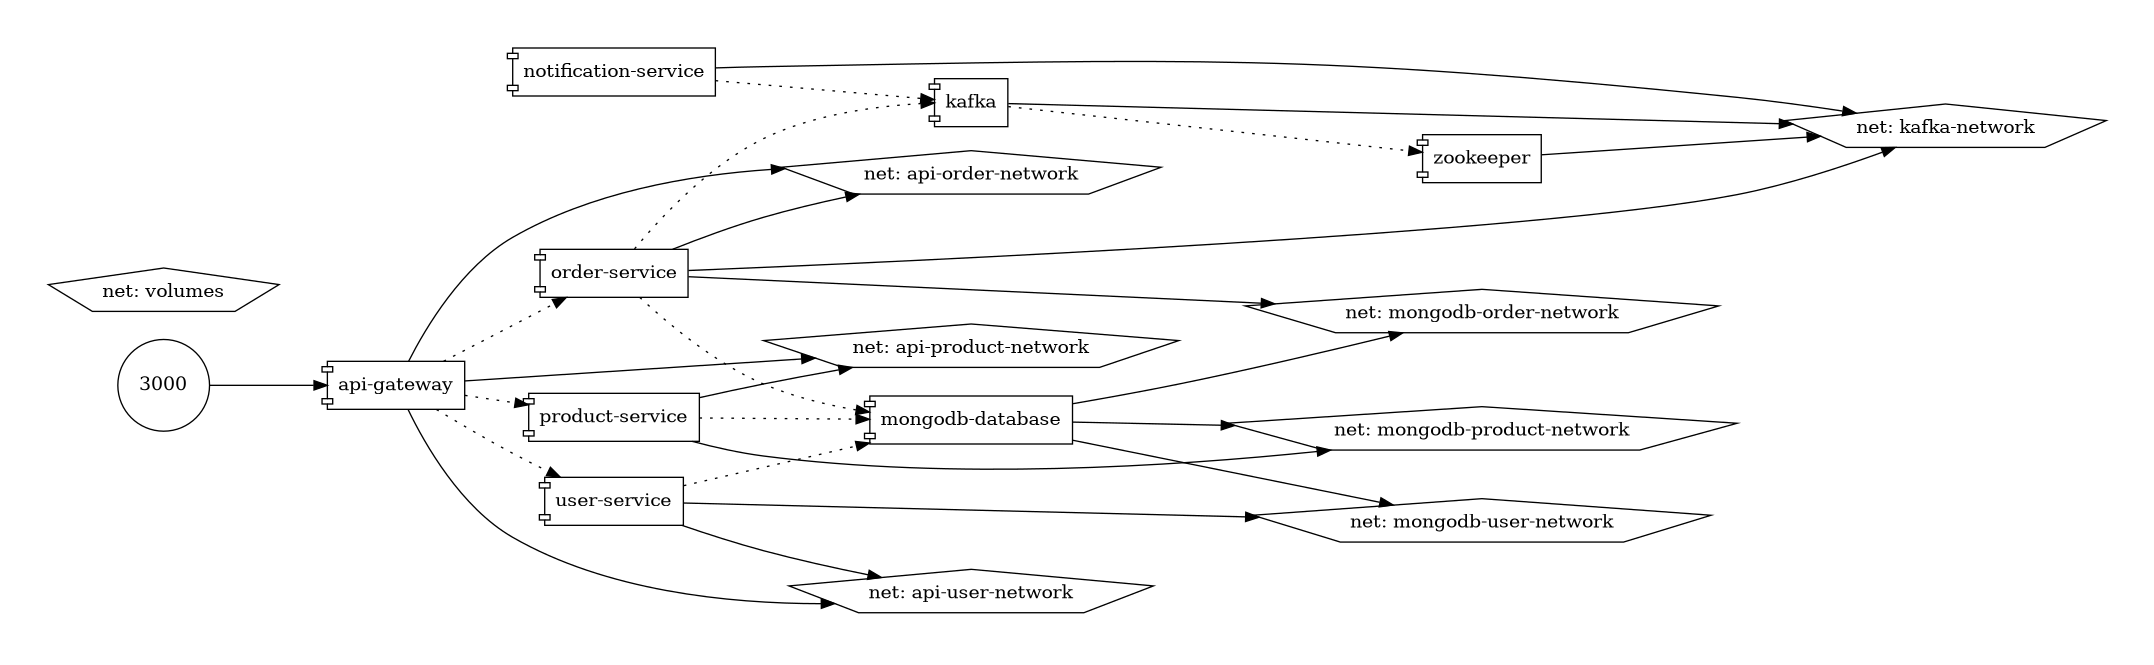 notification-service
kafka
net: kafka-network
zookeeper
net: api-order-network
order-service
net: volumes
net: mongodb-order-network
net: api-product-network
3000
api-gateway
product-service
mongodb-database
net: mongodb-product-network
user-service
net: mongodb-user-network
net: api-user-network